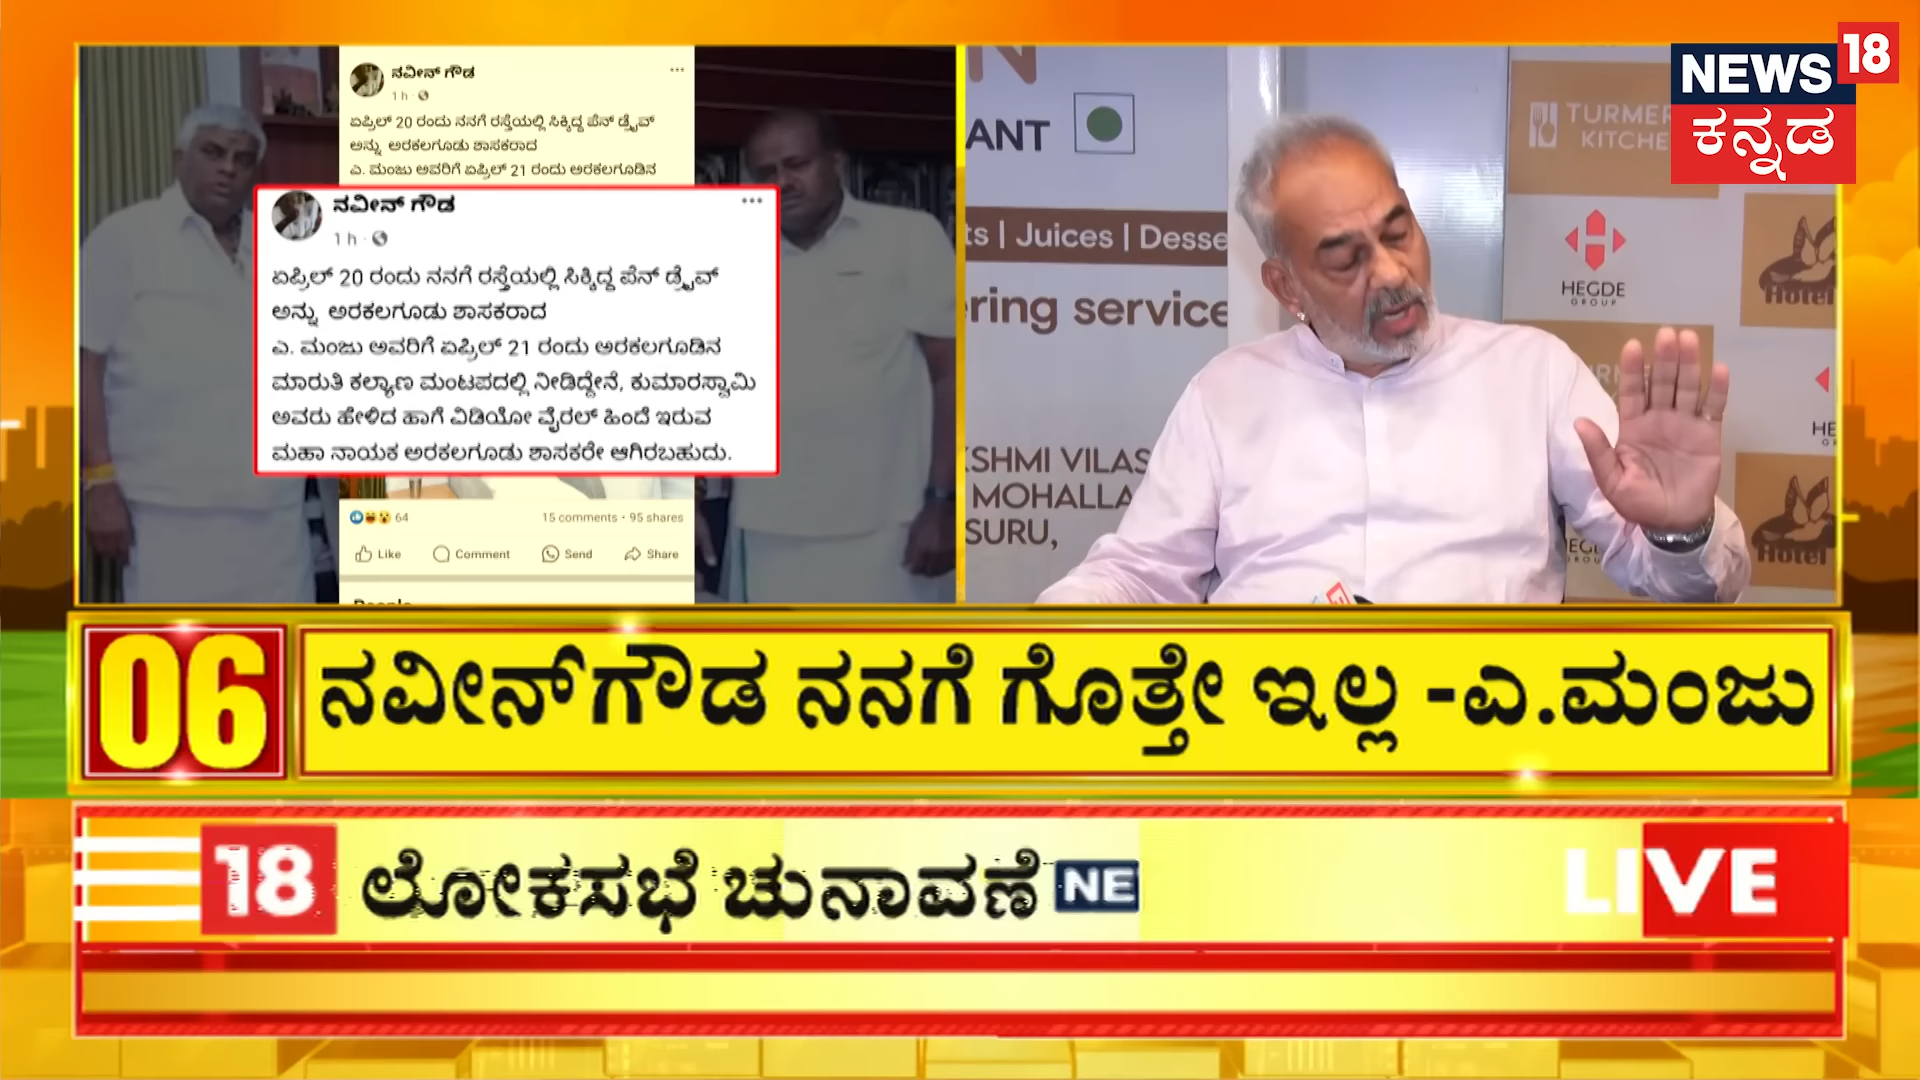 NEWS 18
ಕನ್ನಡ
ನವೀನ್ ಗೌಡ
1 h
ಏಪ್ರಿಲ್ 20 ರಂದು ನನಗೆ ರಸ್ತೆಯಲ್ಲಿ ಸಿಕ್ಕಿದ್ದ ಪೆನ್ ಡ್ರೈವ್
ಅನ್ನು ಅರಕಲಗೂಡು ಶಾಸಕರಾದ
ಎ. ಮಂಜು ಅವರಿಗೆ ಏಪ್ರಿಲ್ 21 ರಂದು ಅರಕಲಗೂಡಿನ
ನವೀನ್ ಗೌಡ
1 h
ಏಪ್ರಿಲ್ 20 ರಂದು ನನಗೆ ರಸ್ತೆಯಲ್ಲಿ ಸಿಕ್ಕಿದ್ದ ಪೆನ್ ಡ್ರೈವ್
ಅನ್ನು ಅರಕಲಗೂಡು ಶಾಸಕರಾದ
ಎ. ಮಂಜು ಅವರಿಗೆ ಏಪ್ರಿಲ್ 21 ರಂದು ಅರಕಲಗೂಡಿನ
ಮಾರುತಿ ಕಲ್ಯಾಣ ಮಂಟಪದಲ್ಲಿ ನೀಡಿದ್ದೇನೆ, ಕುಮಾರಸ್ವಾಮಿ
ಅವರು ಹೇಳಿದ ಹಾಗೆ ವಿಡಿಯೋ ವೈರಲ್ ಹಿಂದೆ ಇರುವ
ಮಹಾ ನಾಯಕ ಅರಕಲಗೂಡು ಶಾಸಕರೇ ಆಗಿರಬಹುದು.
64 15 comments • 95 shares
Like Comment Send Share
ANT
ts | Juices | Desse
ring service
KSHMI VILAS
MOHALLA
SURU,
TURMER
KITCHE
HEGDE
GROUP
Hotel
HE
Hotel
06 ನವೀನ್‌ಗೌಡ ನನಗೆ ಗೊತ್ತೇ ಇಲ್ಲ -ಎ.ಮಂಜು
18 ಲೋಕಸಭೆ ಚುನಾವಣೆ NE LIVE